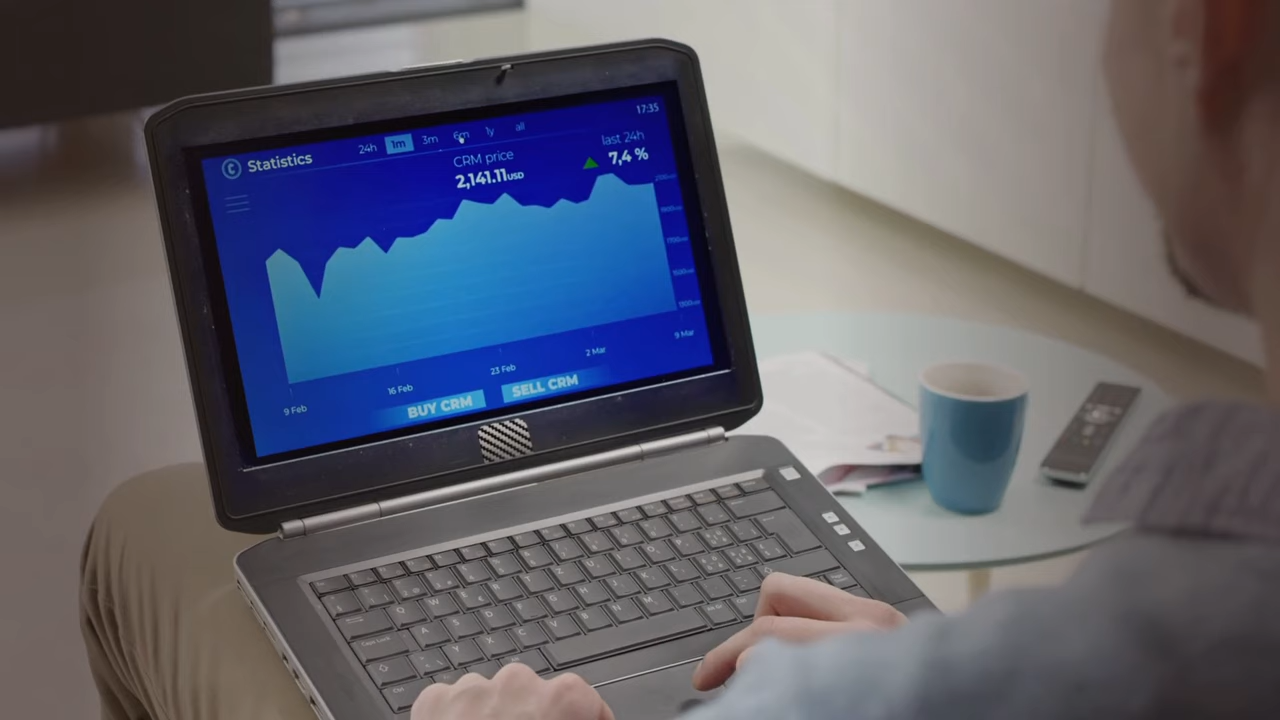 17:35
24h 1m 3m 6m 1y all
Statistics
CRM price
2,141.11USD
last 24h
7,4 %
9 Feb
16 Feb
23 Feb
2 Mar
9 Mar
BUY CRM
SELL CRM